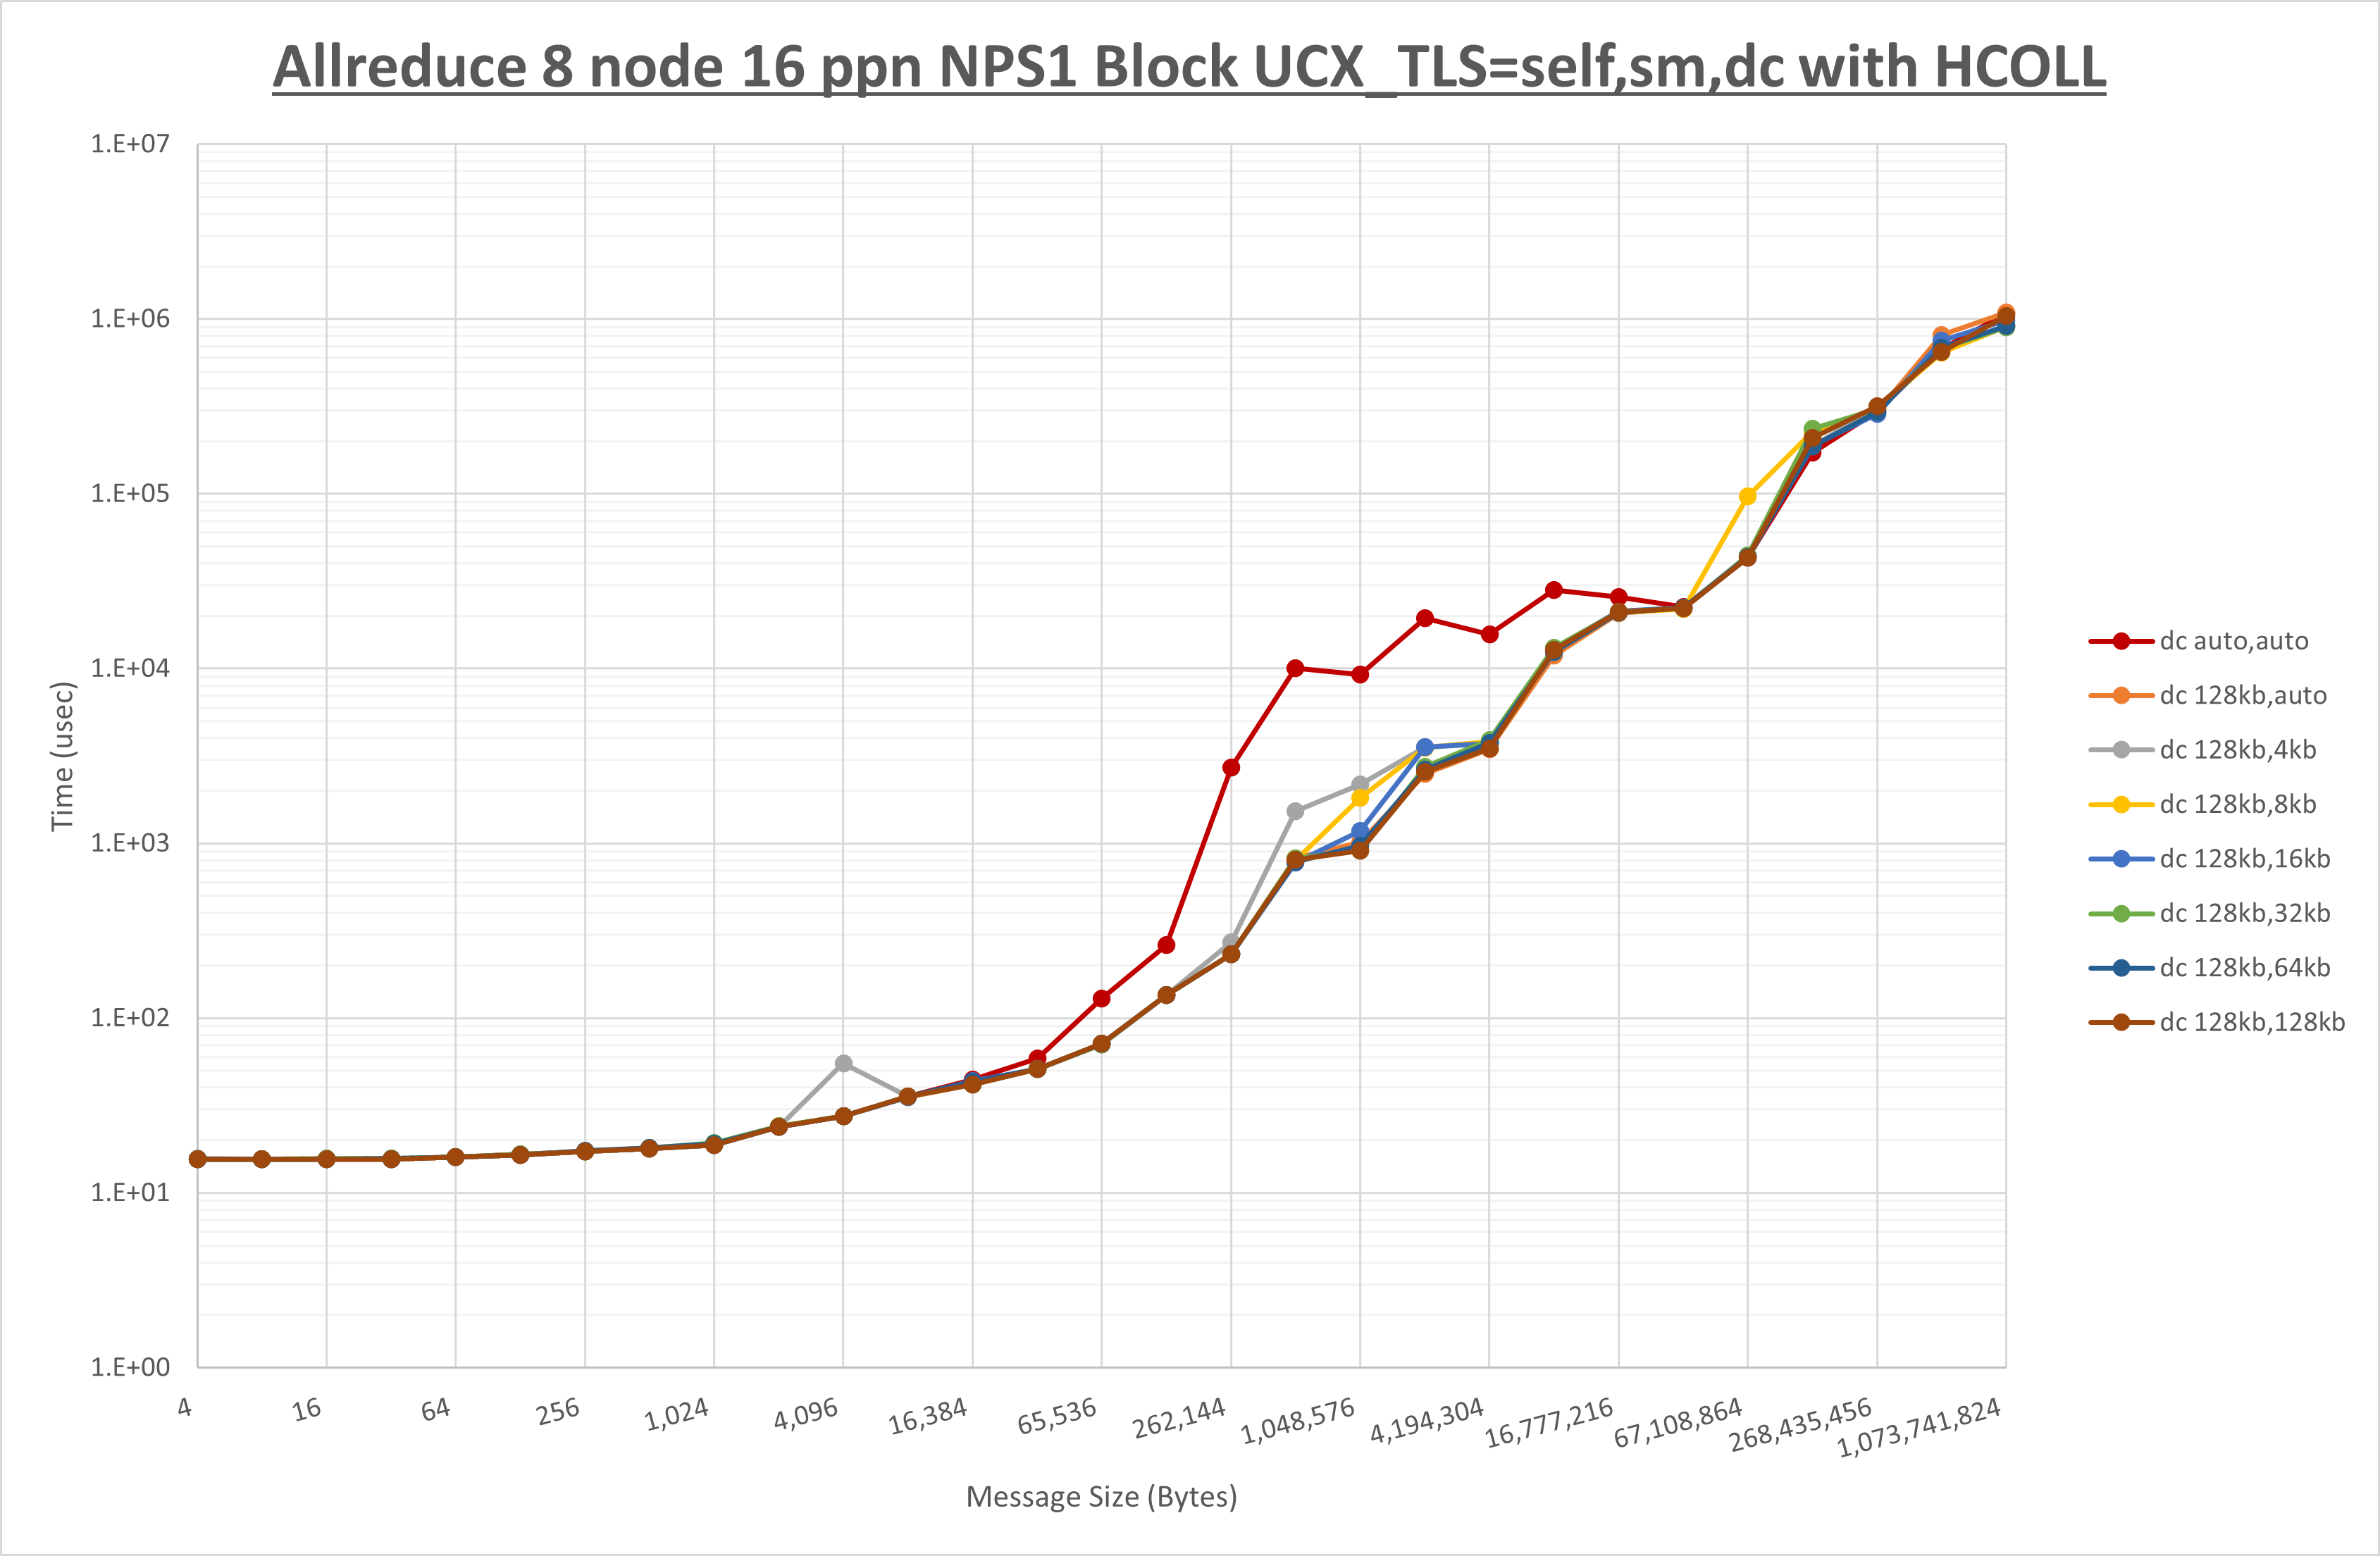 Allreduce 8 node 16 ppn NPS1 Block UCX_TLS=self,sm,dc with HCOLL
1.E+07
1.E+06
1.E+05
1.E+04
1.E+03
1.E+02
1.E+01
1.E+00
Time (usec)
4
16
64
256
1,024
4,096
16,384
65,536
262,144
1,048,576
4,194,304
16,777,216
67,108,864
268,435,456
1,073,741,824
Message Size (Bytes)
dc auto,auto
dc 128kb,auto
dc 128kb,4kb
dc 128kb,8kb
dc 128kb,16kb
dc 128kb,32kb
dc 128kb,64kb
dc 128kb,128kb